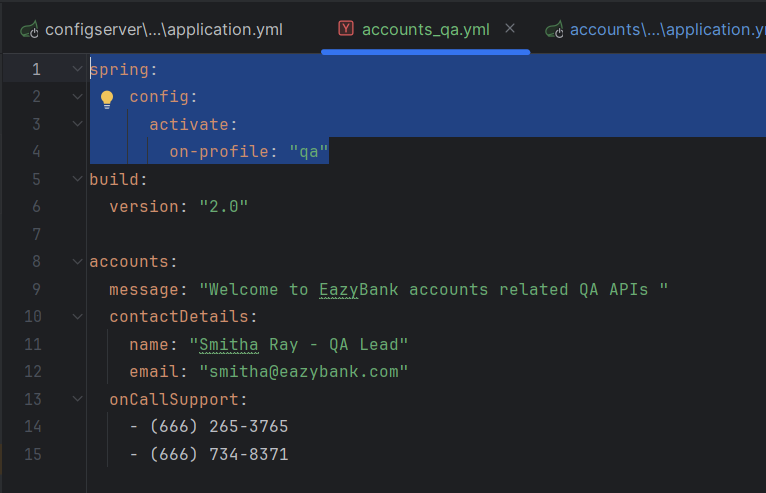 configserver\...\application.yml
accounts_qa.yml
accounts\...\application.y
1 spring:
2 config:
3 activate:
4 on-profile: "qa"
5 build:
6 version: "2.0"
7
8 accounts:
9 message: "Welcome to EazyBank accounts related QA APIs "
10 contactDetails:
11 name: "Smitha Ray - QA Lead"
12 email: "smitha@eazybank.com"
13 onCallSupport:
14 - (666) 265-3765
15 - (666) 734-8371